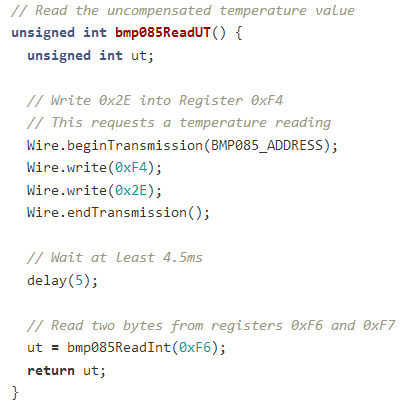 // Read the uncompensated temperature value
unsigned int bmp085ReadUT() {
  unsigned int ut;

  // Write 0x2E into Register 0xF4
  // This requests a temperature reading
  Wire.beginTransmission(BMP085_ADDRESS);
  Wire.write(0xF4);
  Wire.write(0x2E);
  Wire.endTransmission();

  // Wait at least 4.5ms
  delay(5);

  // Read two bytes from registers 0xF6 and 0xF7
  ut = bmp085ReadInt(0xF6);
  return ut;
}